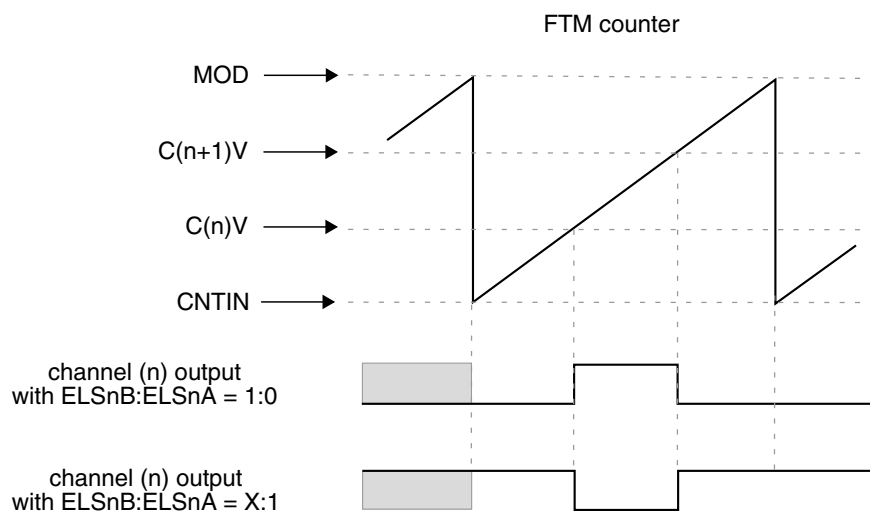 FTM counter
MOD
C(n+1)V
C(n)V
CNTIN
channel (n) output
with ELSnB:ELSnA = 1:0
channel (n) output
with ELSnB:ELSnA = X:1